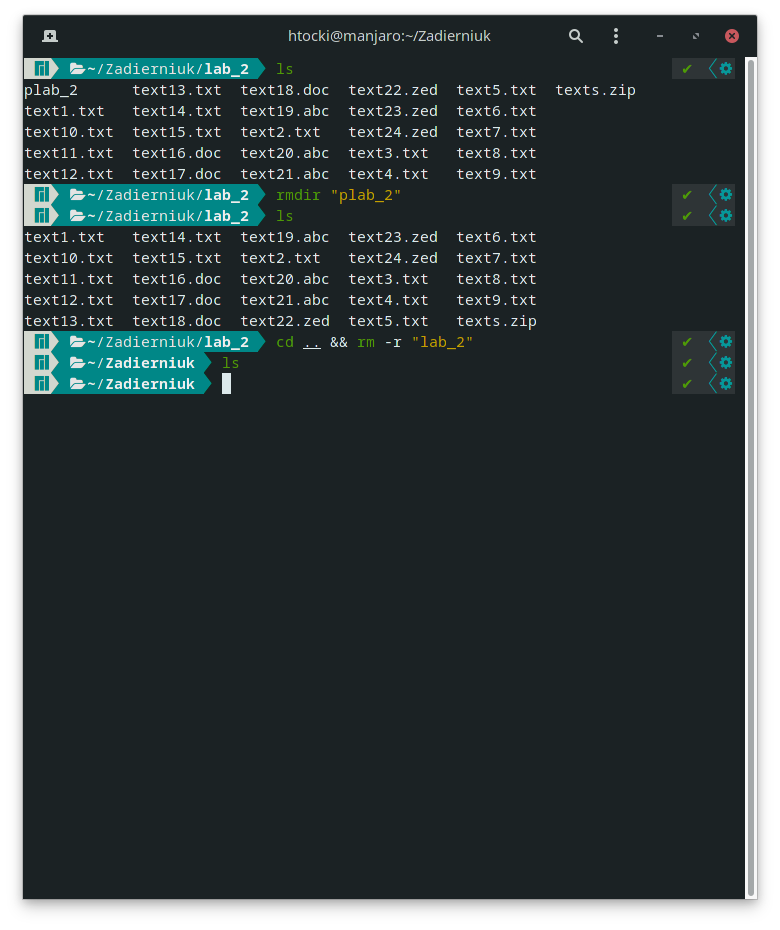 htocki@manjaro:~/Zadierniuk
~/Zadierniuk/lab_2 ls ✔
plab_2 text13.txt text18.doc text22.zed text5.txt texts.zip
text1.txt text14.txt text19.abc text23.zed text6.txt
text10.txt text15.txt text2.txt text24.zed text7.txt
text11.txt text16.doc text20.abc text3.txt text8.txt
text12.txt text17.doc text21.abc text4.txt text9.txt
~/Zadierniuk/lab_2 rmdir "plab_2" ✔
~/Zadierniuk/lab_2 ls ✔
text1.txt text14.txt text19.abc text23.zed text6.txt
text10.txt text15.txt text2.txt text24.zed text7.txt
text11.txt text16.doc text20.abc text3.txt text8.txt
text12.txt text17.doc text21.abc text4.txt text9.txt
text13.txt text18.doc text22.zed text5.txt texts.zip
~/Zadierniuk/lab_2 cd .. && rm -r "lab_2" ✔
~/Zadierniuk ls ✔
~/Zadierniuk ✔